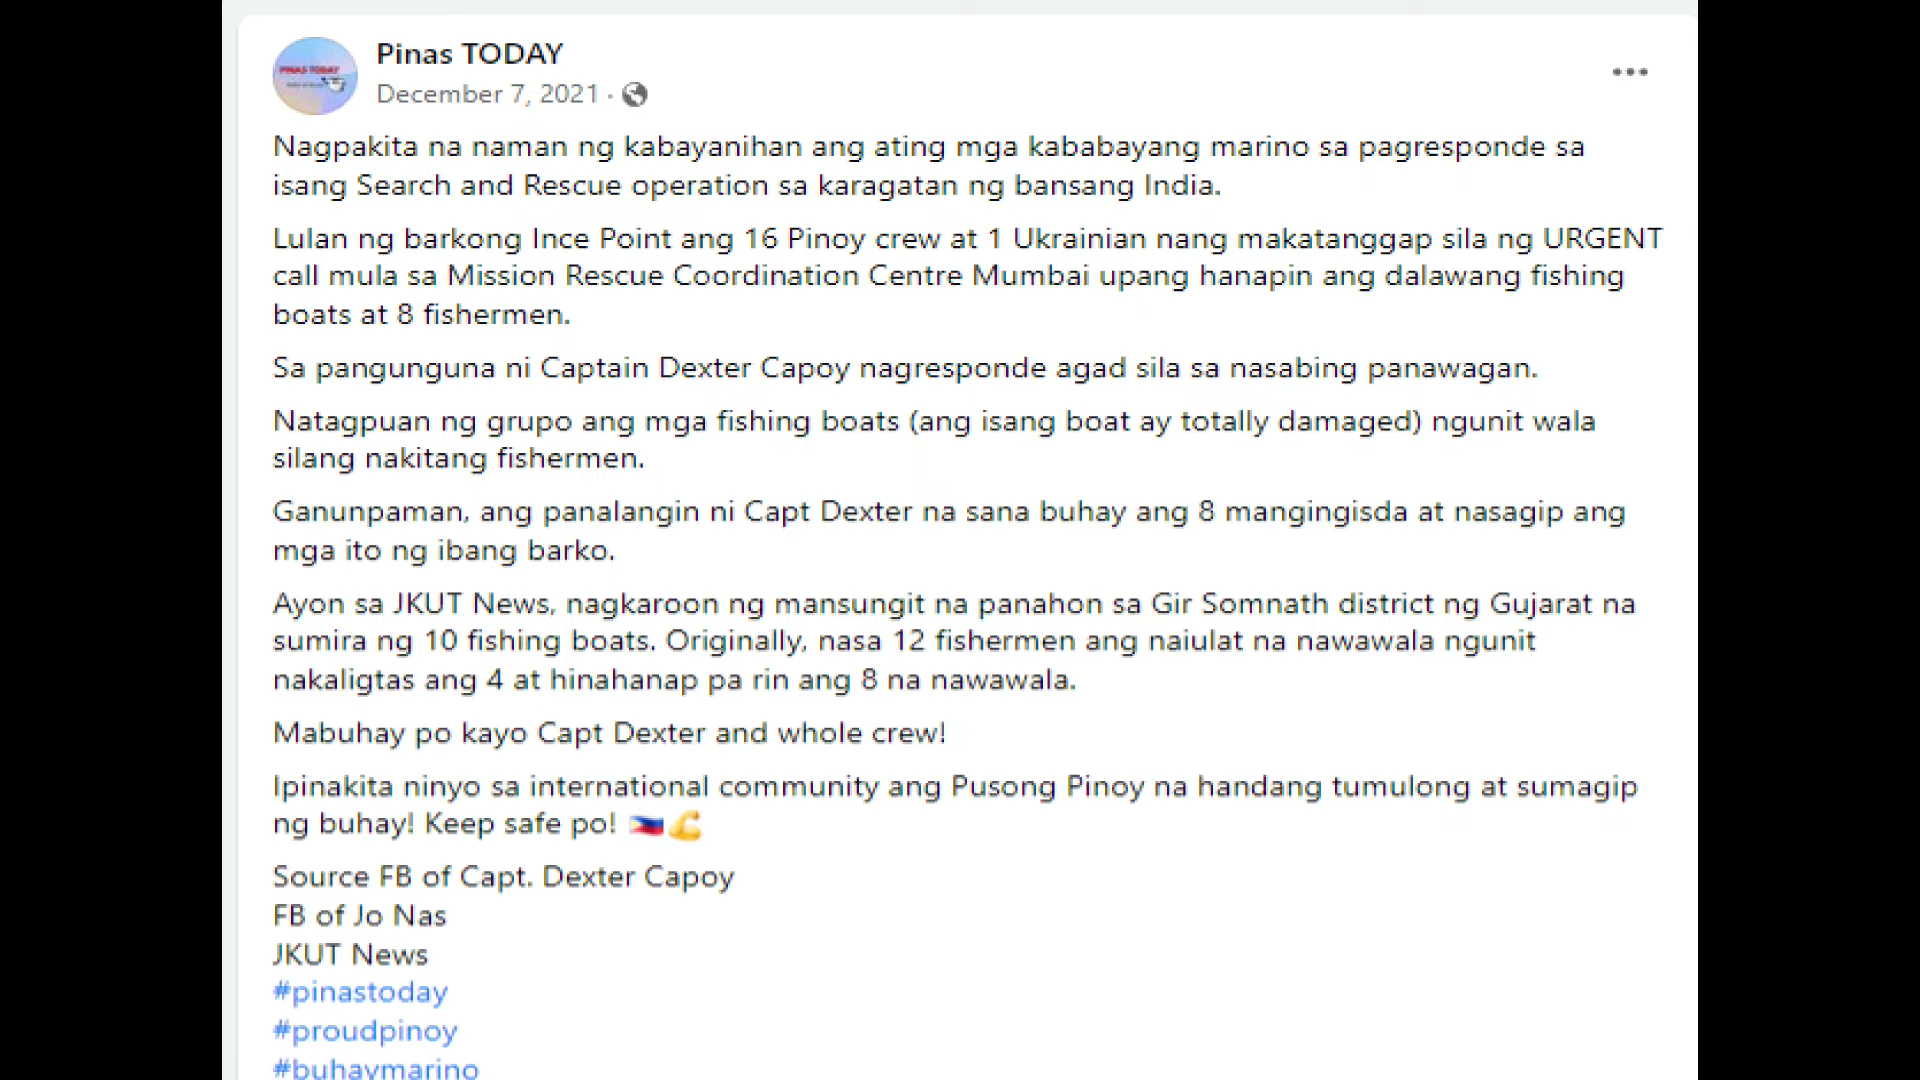 Pinas TODAY
PINAS TODAY
December 7, 2021 ·
Nagpakita na naman ng kabayanihan ang ating mga kababayang marino sa pagresponde sa
isang Search and Rescue operation sa karagatan ng bansang India.
Lulan ng barkong Ince Point ang 16 Pinoy crew at 1 Ukrainian nang makatanggap sila ng URGENT
call mula sa Mission Rescue Coordination Centre Mumbai upang hanapin ang dalawang fishing
boats at 8 fishermen.
Sa pangunguna ni Captain Dexter Capoy nagresponde agad sila sa nasabing panawagan.
Natagpuan ng grupo ang mga fishing boats (ang isang boat ay totally damaged) ngunit wala
silang nakitang fishermen.
Ganunpaman, ang panalangin ni Capt Dexter na sana buhay ang 8 mangingisda at nasagip ang
mga ito ng ibang barko.
Ayon sa JKUT News, nagkaroon ng mansungit na panahon sa Gir Somnath district ng Gujarat na
sumira ng 10 fishing boats. Originally, nasa 12 fishermen ang naiulat na nawawala ngunit
nakaligtas ang 4 at hinahanap pa rin ang 8 na nawawala.
Mabuhay po kayo Capt Dexter and whole crew!
Ipinakita ninyo sa international community ang Pusong Pinoy na handang tumulong at sumagip
ng buhay! Keep safe po! 🇵🇭💪
Source FB of Capt. Dexter Capoy
FB of Jo Nas
JKUT News
#pinastoday
#proudpinoy
#buhaymarino